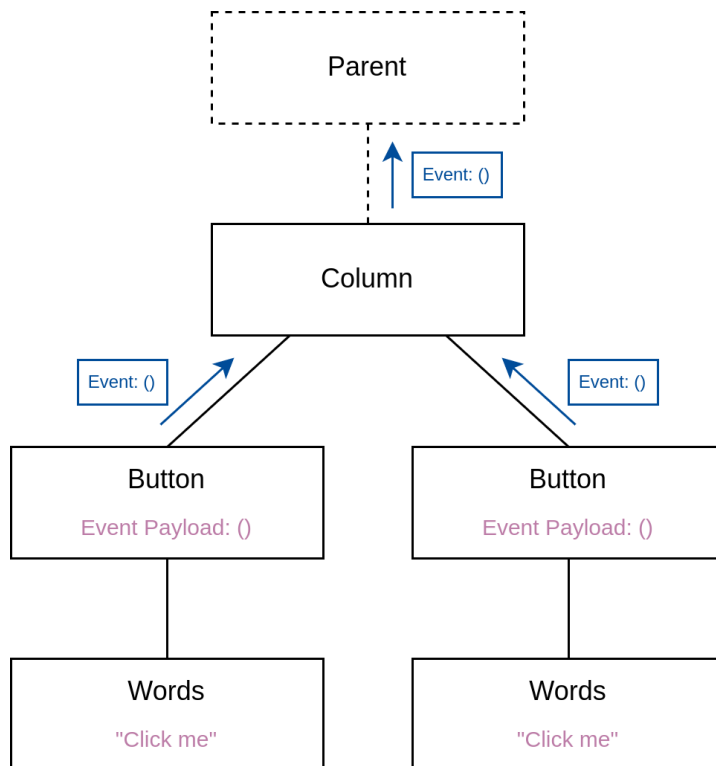 Parent
Event: ()
Column
Event: ()
Event: ()
Button
Event Payload: ()
Button
Event Payload: ()
Words
"Click me"
Words
"Click me"